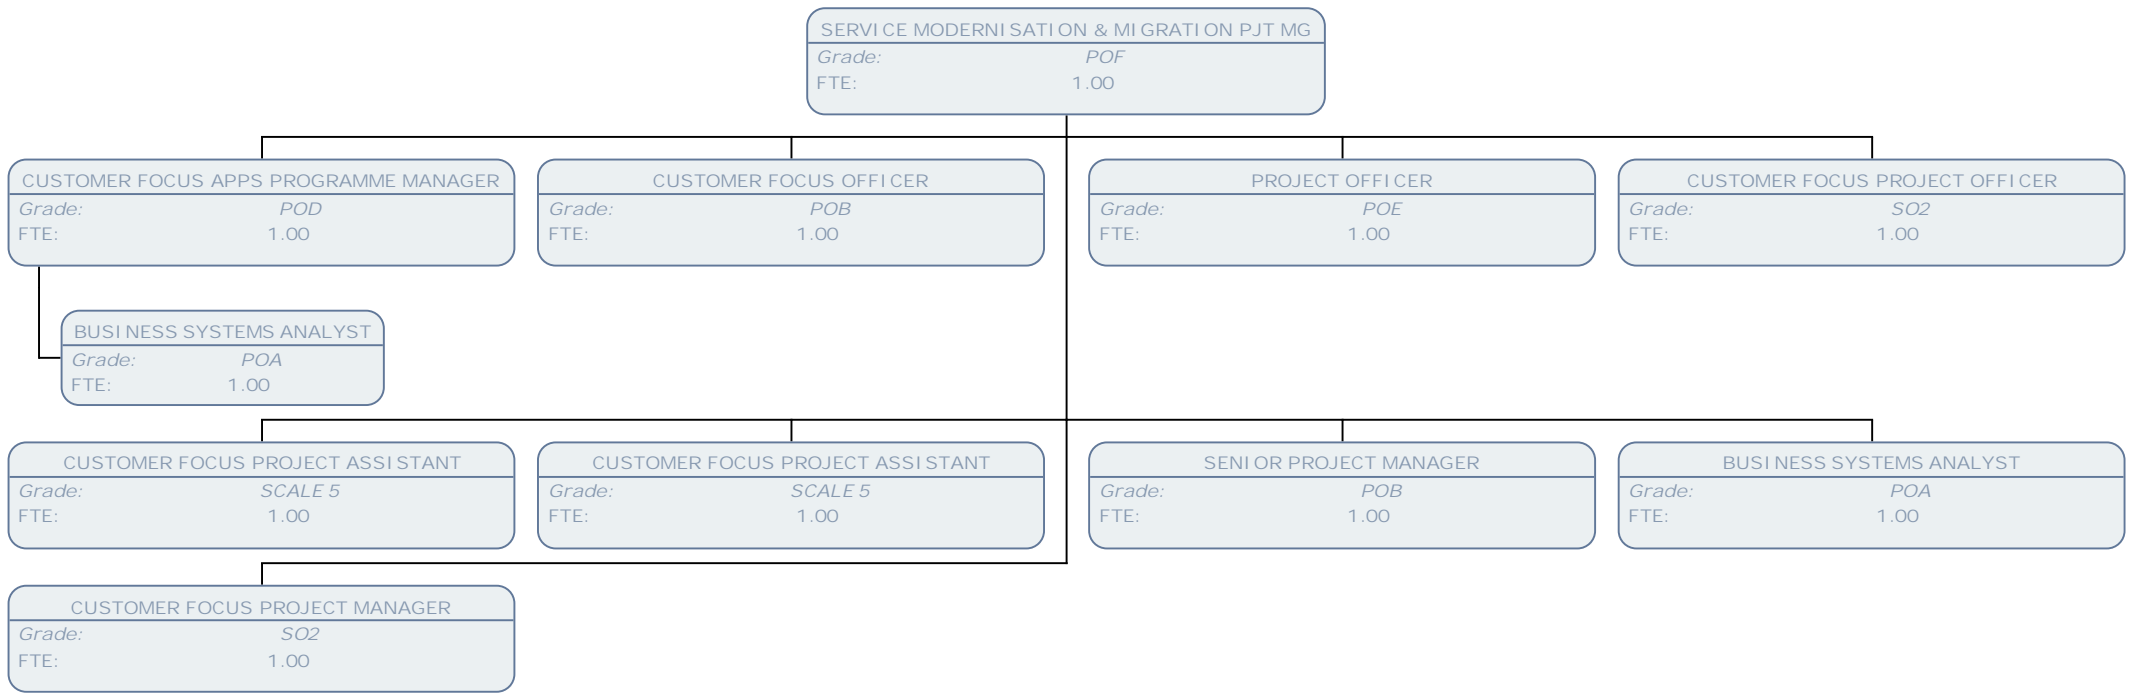 SERVICE MODERNISATION & MIGRATION PJT MG
Grade: POF
FTE: 1.00
CUSTOMER FOCUS APPS PROGRAMME MANAGER
Grade: POD
FTE: 1.00
CUSTOMER FOCUS OFFICER
Grade: POB
FTE: 1.00
PROJECT OFFICER
Grade: POE
FTE: 1.00
CUSTOMER FOCUS PROJECT OFFICER
Grade: SO2
FTE: 1.00
BUSINESS SYSTEMS ANALYST
Grade: POA
FTE: 1.00
CUSTOMER FOCUS PROJECT ASSISTANT
Grade: SCALE 5
FTE: 1.00
CUSTOMER FOCUS PROJECT ASSISTANT
Grade: SCALE 5
FTE: 1.00
SENIOR PROJECT MANAGER
Grade: POB
FTE: 1.00
BUSINESS SYSTEMS ANALYST
Grade: POA
FTE: 1.00
CUSTOMER FOCUS PROJECT MANAGER
Grade: SO2
FTE: 1.00